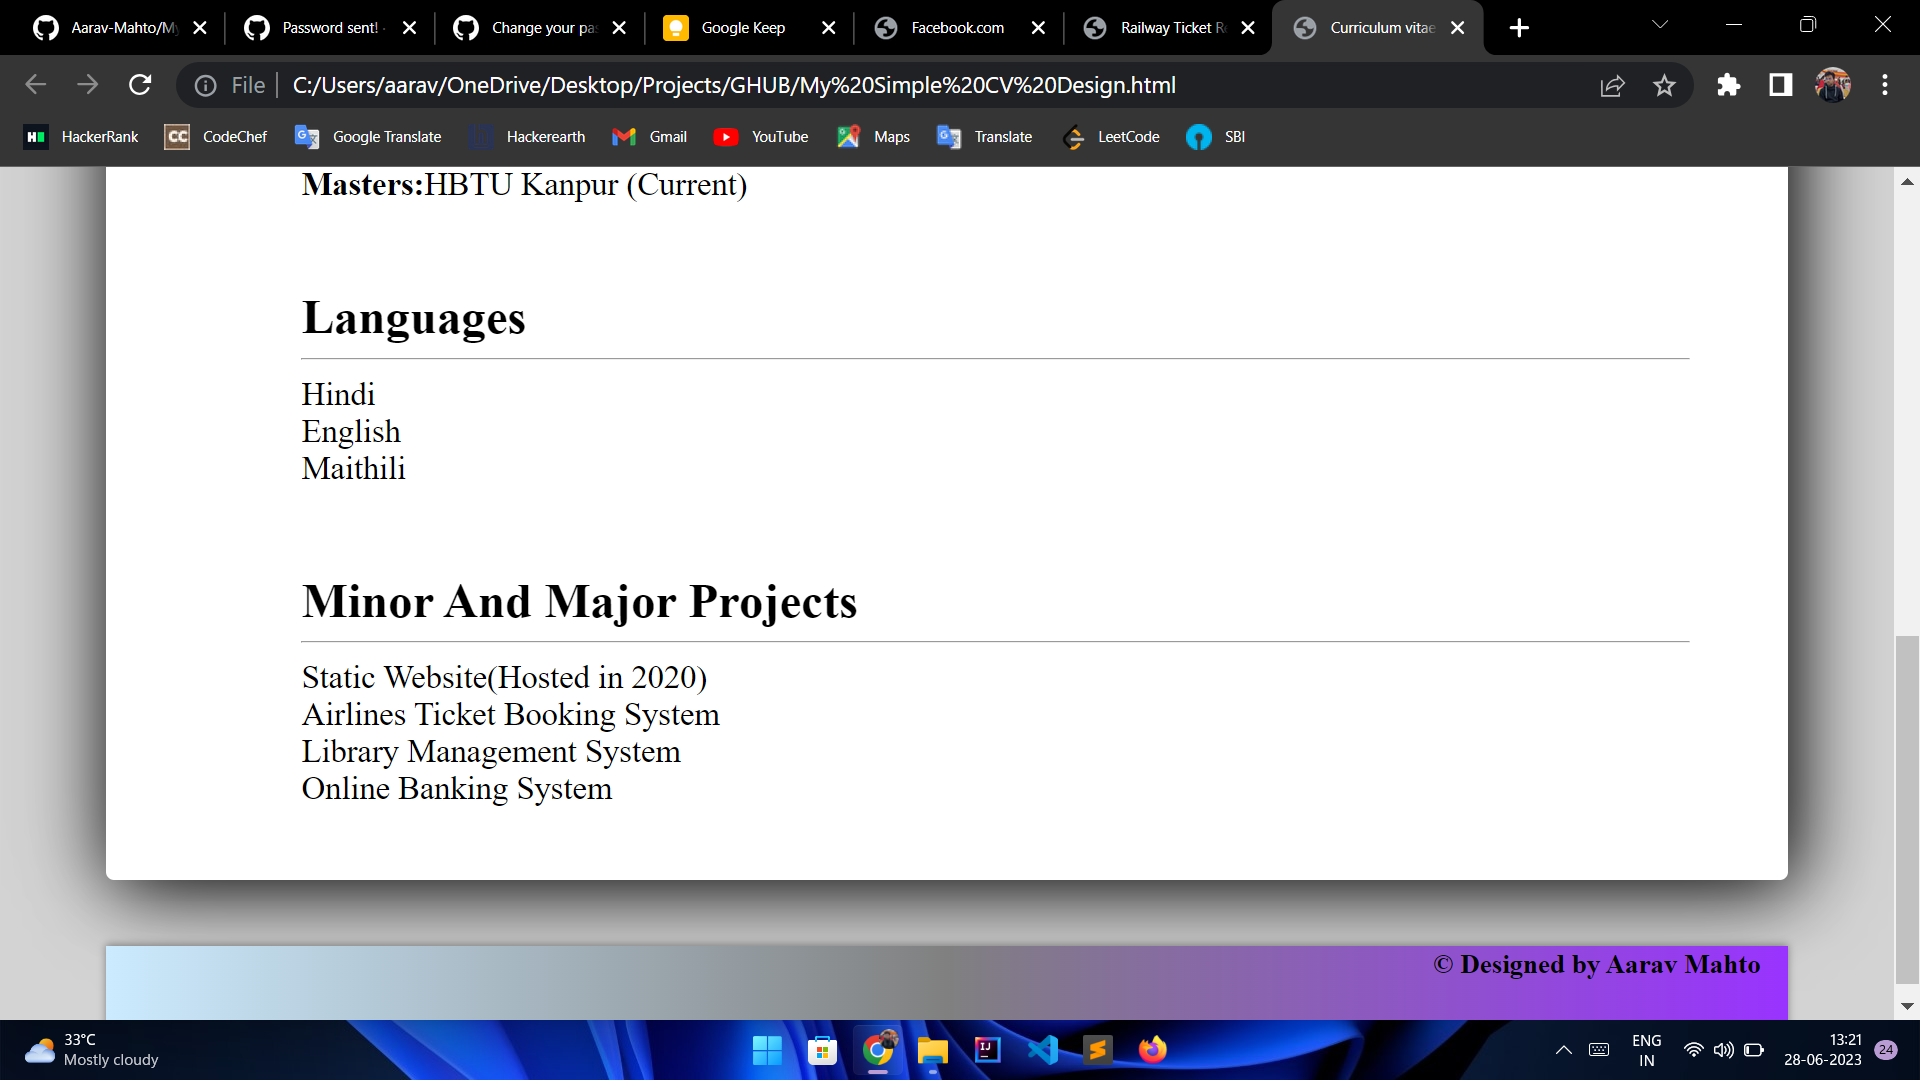 Aarav-Mahto/My
Password sent! ·
Change your pas
Google Keep
Facebook.com
Railway Ticket Re
Curriculum vitae
File
C:/Users/aarav/OneDrive/Desktop/Projects/GHUB/My%20Simple%20CV%20Design.html
HackerRank
CodeChef
Google Translate
Hackerearth
Gmail
YouTube
Maps
Translate
LeetCode
SBI
Masters:HBTU Kanpur (Current)
Languages
Hindi
English
Maithili
Minor And Major Projects
Static Website(Hosted in 2020)
Airlines Ticket Booking System
Library Management System
Online Banking System
© Designed by Aarav Mahto
33°C
Mostly cloudy
ENG
IN
13:21
28-06-2023
24